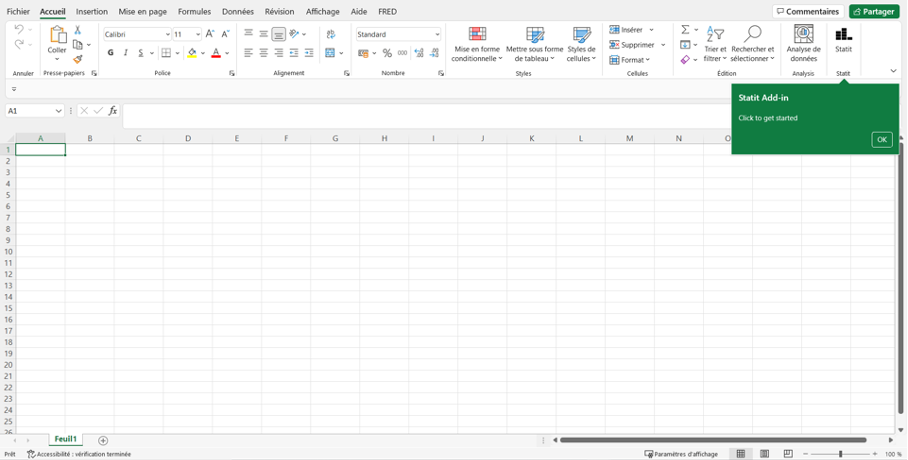 Fichier Accueil Insertion Mise en page Formules Données Révision Affichage Aide FRED Commentaires Partager
Coller
Calibri 11
G I S
Standard
% 000
Mise en forme conditionnelle
Mettre sous forme de tableau
Styles de cellules
Insérer
Supprimer
Format
Trier et filtrer
Rechercher et sélectionner
Analyse de données
Statit
Annuler Presse-papiers Police Alignement Nombre Styles Cellules Édition Analysis Statit
Statit Add-in
Click to get started
OK
A1 fx
A B C D E F G H I J K L M N O
1
2
3
4
5
6
7
8
9
10
11
12
13
14
15
16
17
18
19
20
21
22
23
24
25
26
Feuil1
Prêt Accessibilité : vérification terminée Paramètres d'affichage 100 %